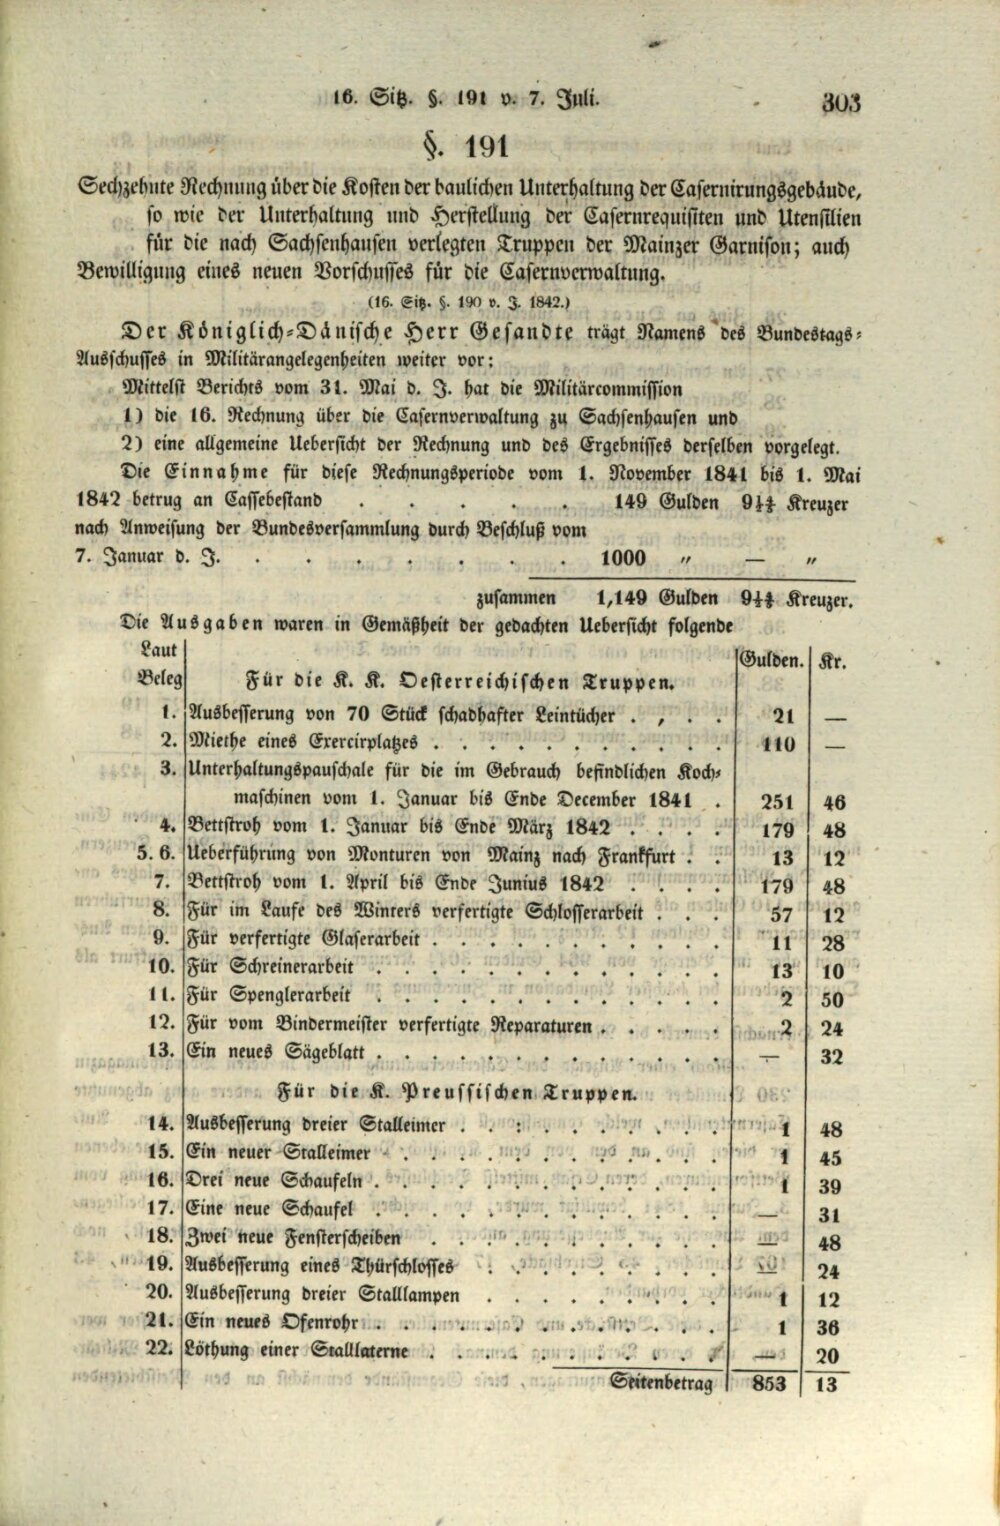 16. Sitz. §. 191 v. 7. Juli. 303
§. 191
Sechzehnte Rechnung über die Kosten der baulichen Unterhaltung der Casernirungsgebäude,
so wie der Unterhaltung und Herstellung der Casernrequisiten und Utensilien
für die nach Sachsenhausen verlegten Truppen der Mainzer Garnison; auch
Bewilligung eines neuen Vorschusses für die Casernverwaltung.
(16. Sitz. §. 190 v. J. 1842.)
Der Königlich-Dänische Herr Gesandte trägt Namens des Bundestags-
Ausschusses in Militärangelegenheiten weiter vor:
Mittelst Berichts vom 31. Mai d. J. hat die Militärcommission
1) die 16. Rechnung über die Casernverwaltung zu Sachsenhausen und
2) eine allgemeine Uebersicht der Rechnung und des Ergebnisses derselben vorgelegt.
Die Einnahme für diese Rechnungsperiode vom 1. November 1841 bis 1. Mai
1842 betrug an Cassebestand . . . . . 149 Gulden 9 Kreuzer
nach Anweisung der Bundesversammlung durch Beschluß vom
7. Januar d. J. . . . . . . . 1000 „ — „
zusammen 1,149 Gulden 9 Kreuzer.
Die Ausgaben waren in Gemäßheit der gedachten Uebersicht folgende
Laut Gulden. Kr.
Beleg Für die K. K. Oesterreichischen Truppen.
1. Ausbesserung von 70 Stück schadhafter Leintücher . , . . 21 —
2. Miethe eines Exercirplatzes . . . . . . . . . . . 110 —
3. Unterhaltungspauschale für die im Gebrauch befindlichen Koch-
maschinen vom 1. Januar bis Ende December 1841 . 251 46
4. Bettstroh vom 1. Januar bis Ende März 1842 . . . . 179 48
5. 6. Ueberführung von Monturen von Mainz nach Frankfurt . . 13 12
7. Bettstroh vom 1. April bis Ende Junius 1842 . . . . 179 48
8. Für im Laufe des Winters verfertigte Schlosserarbeit . . . 57 12
9. Für verfertigte Glaserarbeit . . . . . . . . . . . 11 28
10. Für Schreinerarbeit . . . . . . . . . . . . . 13 10
11. Für Spenglerarbeit . . . . . . . . . . . . . 2 50
12. Für vom Bindermeister verfertigte Reparaturen . . . . . 2 24
13. Ein neues Sägeblatt . . . . . . . . . . . . . — 32
Für die K. Preussischen Truppen.
14. Ausbesserung dreier Stalleimer . . : . . . . . . . 1 48
15. Ein neuer Stalleimer . . . . . . . . . . . . 1 45
16. Drei neue Schaufeln . . . . . . . . . . . . . 1 39
17. Eine neue Schaufel . . . . . . . . . . . . . — 31
18. Zwei neue Fensterscheiben . . . . . . . . . . . — 48
19. Ausbesserung eines Thürschlosses . . . . . . . . . — 24
20. Ausbesserung dreier Stalllampen . . . . . . . . . 1 12
21. Ein neues Ofenrohr . . . . . . . . . . . . . 1 36
22. Löthung einer Stalllaterne . . . . . . . . . . . — 20
Seitenbetrag 853 13